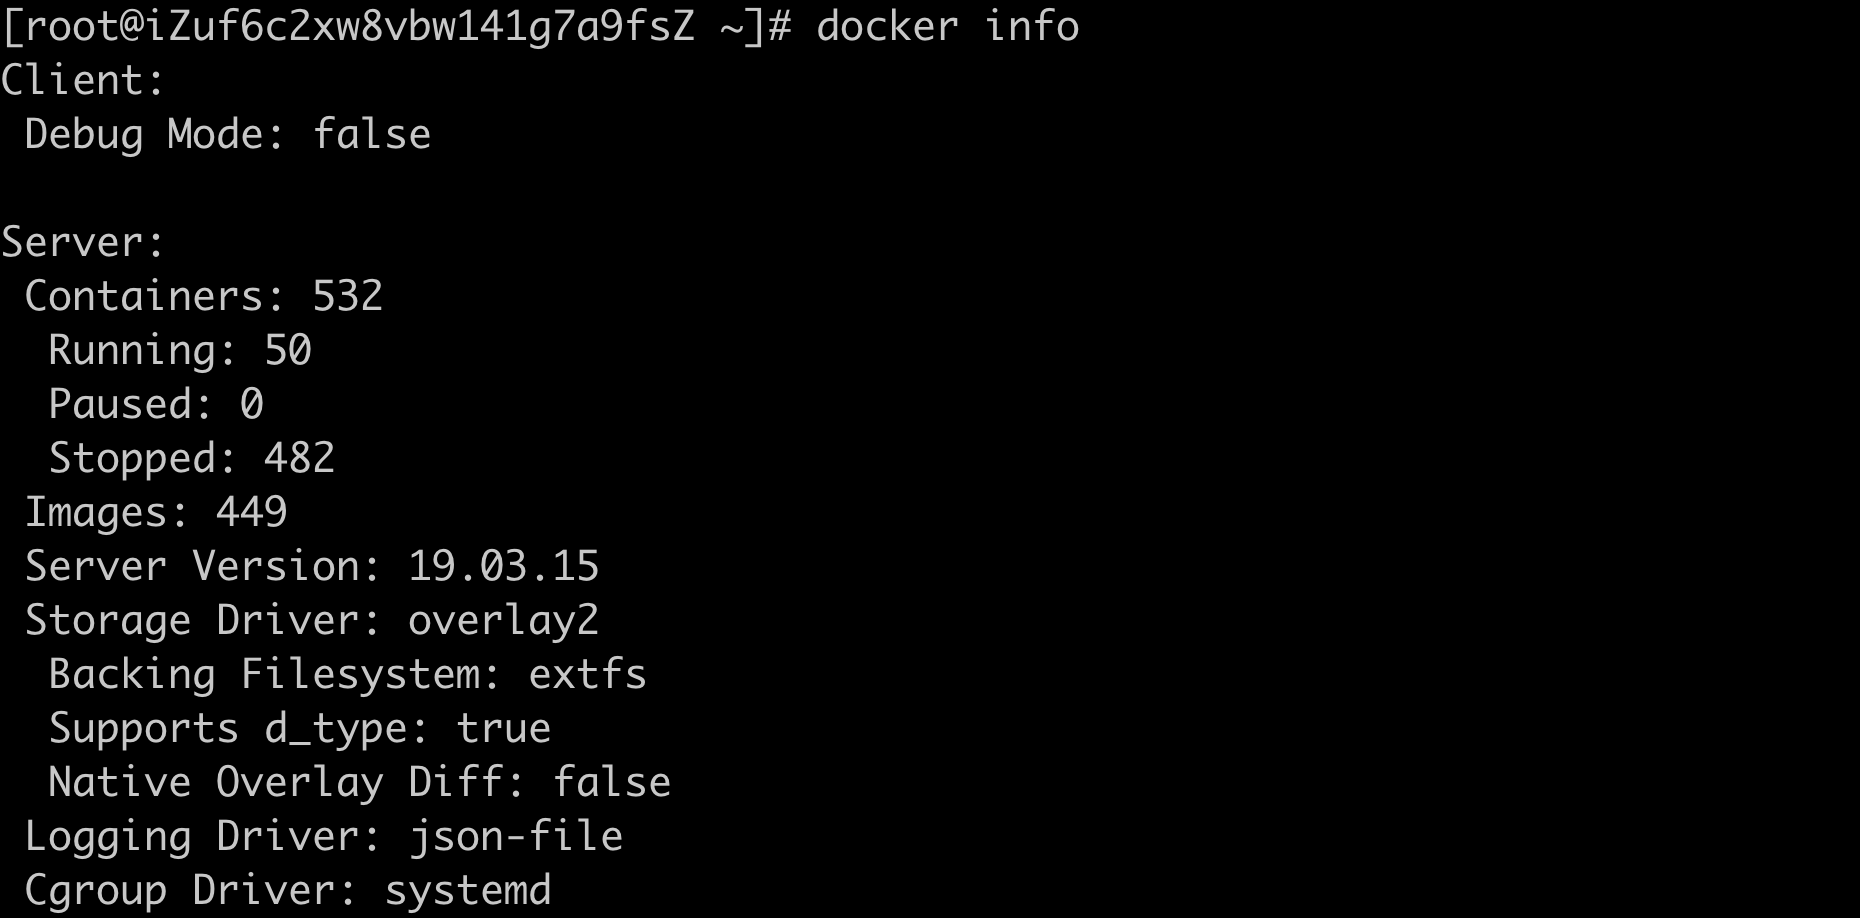 [root@iZuf6c2xw8vbw141g7a9fsZ ~]# docker info
Client:
 Debug Mode: false

Server:
 Containers: 532
  Running: 50
  Paused: 0
  Stopped: 482
 Images: 449
 Server Version: 19.03.15
 Storage Driver: overlay2
  Backing Filesystem: extfs
  Supports d_type: true
  Native Overlay Diff: false
 Logging Driver: json-file
 Cgroup Driver: systemd